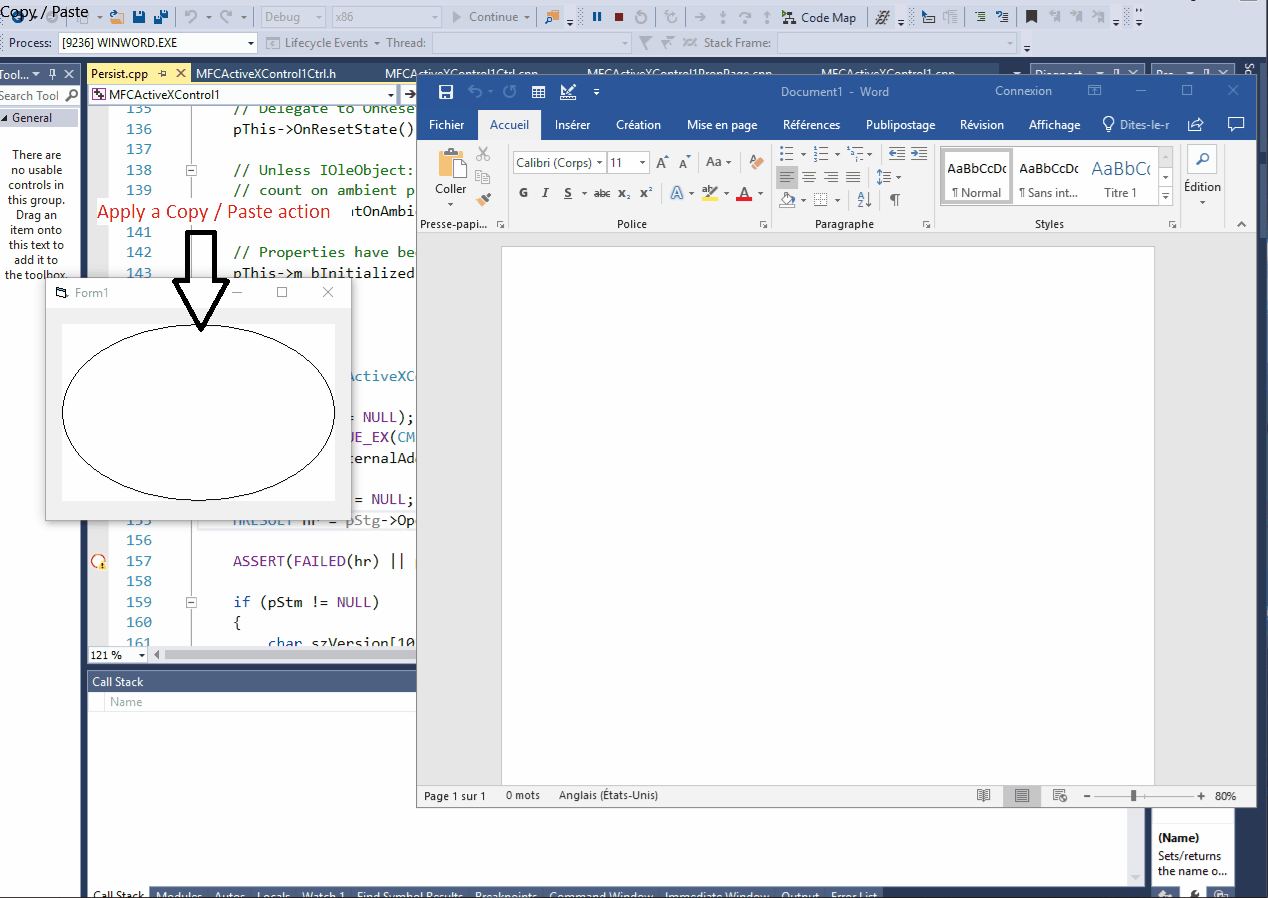 Copy / Paste
Debug
x86
Continue
Code Map
Process: [9236] WINWORD.EXE
Lifecycle Events
Thread:
Stack Frame:
Tool...
Persist.cpp
MFCActiveXControl1Ctrl.h
MFCActiveXControl1Ctrl.cpp
MFCActiveXControl1PropPage.cpp
MFCActiveXControl1.cpp
Diagnost
Pro
Search Tool
General
There are
no usable
controls in
this group.
Drag an
item onto
this text to
add it to
the toolbox.
MFCActiveXControl1
135 // Delegate to OnReset
136 pThis->OnResetState()
137
138 // Unless IOleObject:
139 // count on ambient p
Apply a Copy / Paste action
ntOnAmbi
141
142 // Properties have bee
143 pThis->m_bInitialized
Form1
ActiveXCo
= NULL);
UE_EX(CM
ternalAdd
= NULL;
155 HRESULT hr = pStg->Ope
156
157 ASSERT(FAILED(hr) ||
158
159 if (pStm != NULL)
160 {
161 char szVersion[10
121 %
Call Stack
Name
Document1 - Word
Connexion
Fichier
Accueil
Insérer
Création
Mise en page
Références
Publipostage
Révision
Affichage
Dites-le-r
Coller
Calibri (Corps)
11
Aa
G I S abc x₂ x²
AaBbCcDc
¶ Normal
AaBbCcDc
¶ Sans int...
AaBbCc
Titre 1
Édition
Presse-papi...
Police
Paragraphe
Styles
Page 1 sur 1
0 mots
Anglais (États-Unis)
80%
(Name)
Sets/returns
the name o...
Call Stack
Modules
Autos
Locals
Watch 1
Find Symbol Results
Breakpoints
Command Window
Immediate Window
Output
Error List